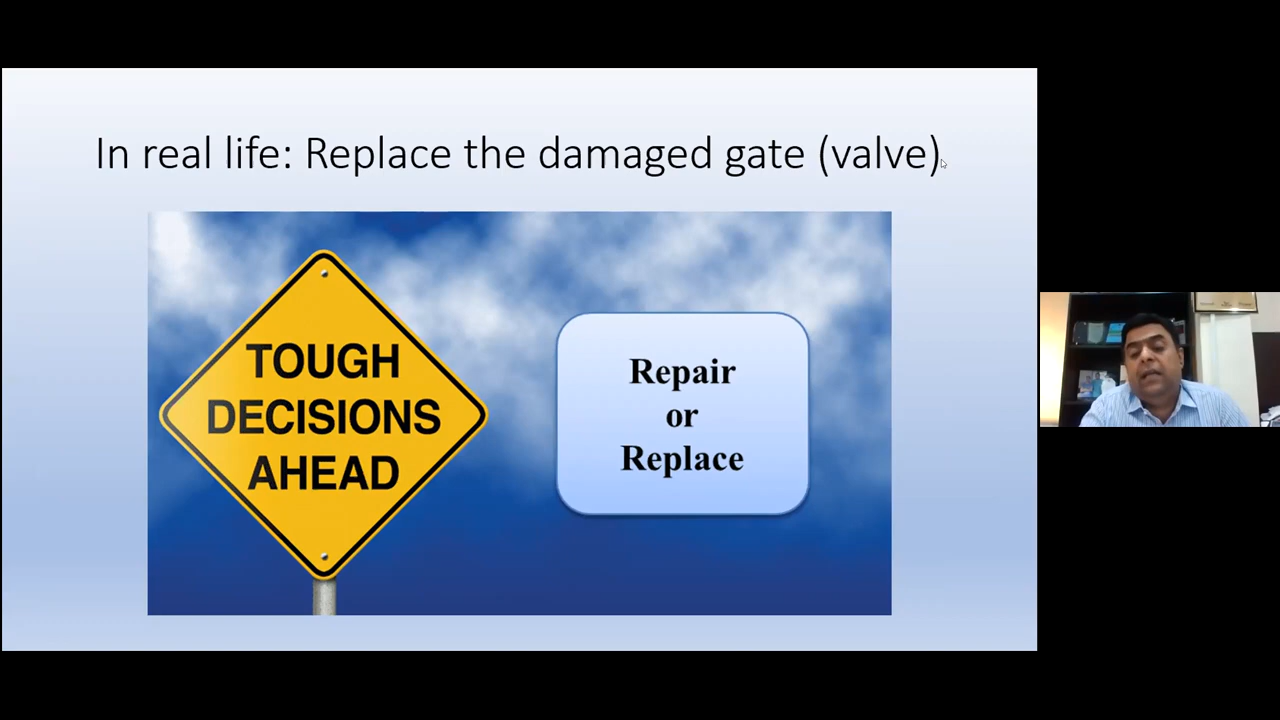 In real life: Replace the damaged gate (valve)
TOUGH
DECISIONS
AHEAD
Repair
or
Replace